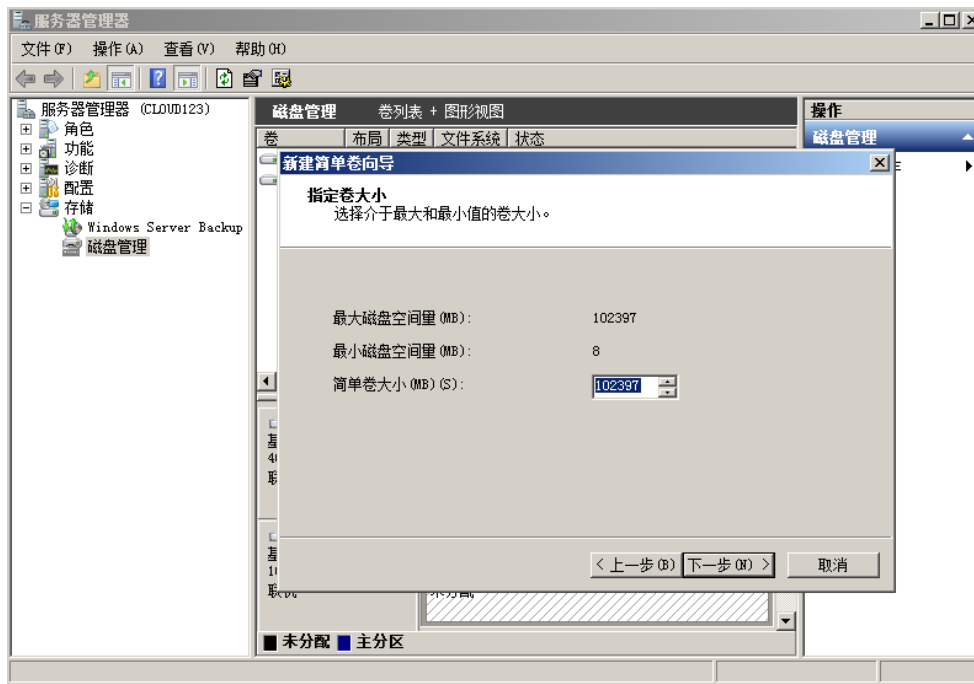 服务器管理器
文件(F) 操作(A) 查看(V) 帮助(H)
服务器管理器 (CLOUD123)
角色
功能
诊断
配置
存储
Windows Server Backup
磁盘管理
磁盘管理 卷列表 + 图形视图
卷 布局 类型 文件系统 状态
操作
磁盘管理
新建简单卷向导
指定卷大小
选择介于最大和最小值的卷大小。
最大磁盘空间量(MB): 102397
最小磁盘空间量(MB): 8
简单卷大小(MB)(S): 102397
< 上一步(B) 下一步(N) > 取消
未分配 主分区